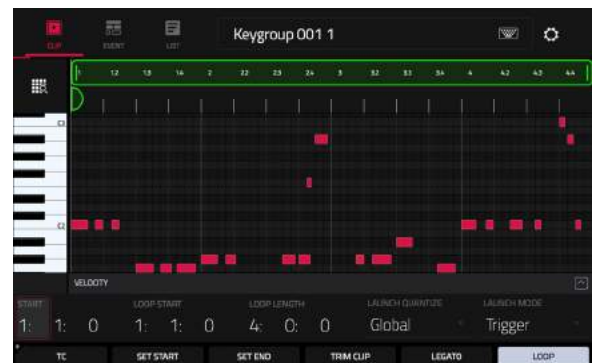 Keygroup 001 1
CLIP EVENT LIST
1 1.2 1.3 1.4 2 2.2 2.3 2.4 3 3.2 3.3 3.4 4 4.2 4.3 4.4
C3
C2
VELOCITY
START LOOP START LOOP LENGTH LAUNCH QUANTIZE LAUNCH MODE
1: 1: 0 1: 1: 0 4: 0: 0 Global Trigger
TC SET START SET END TRIM CLIP LEGATO LOOP